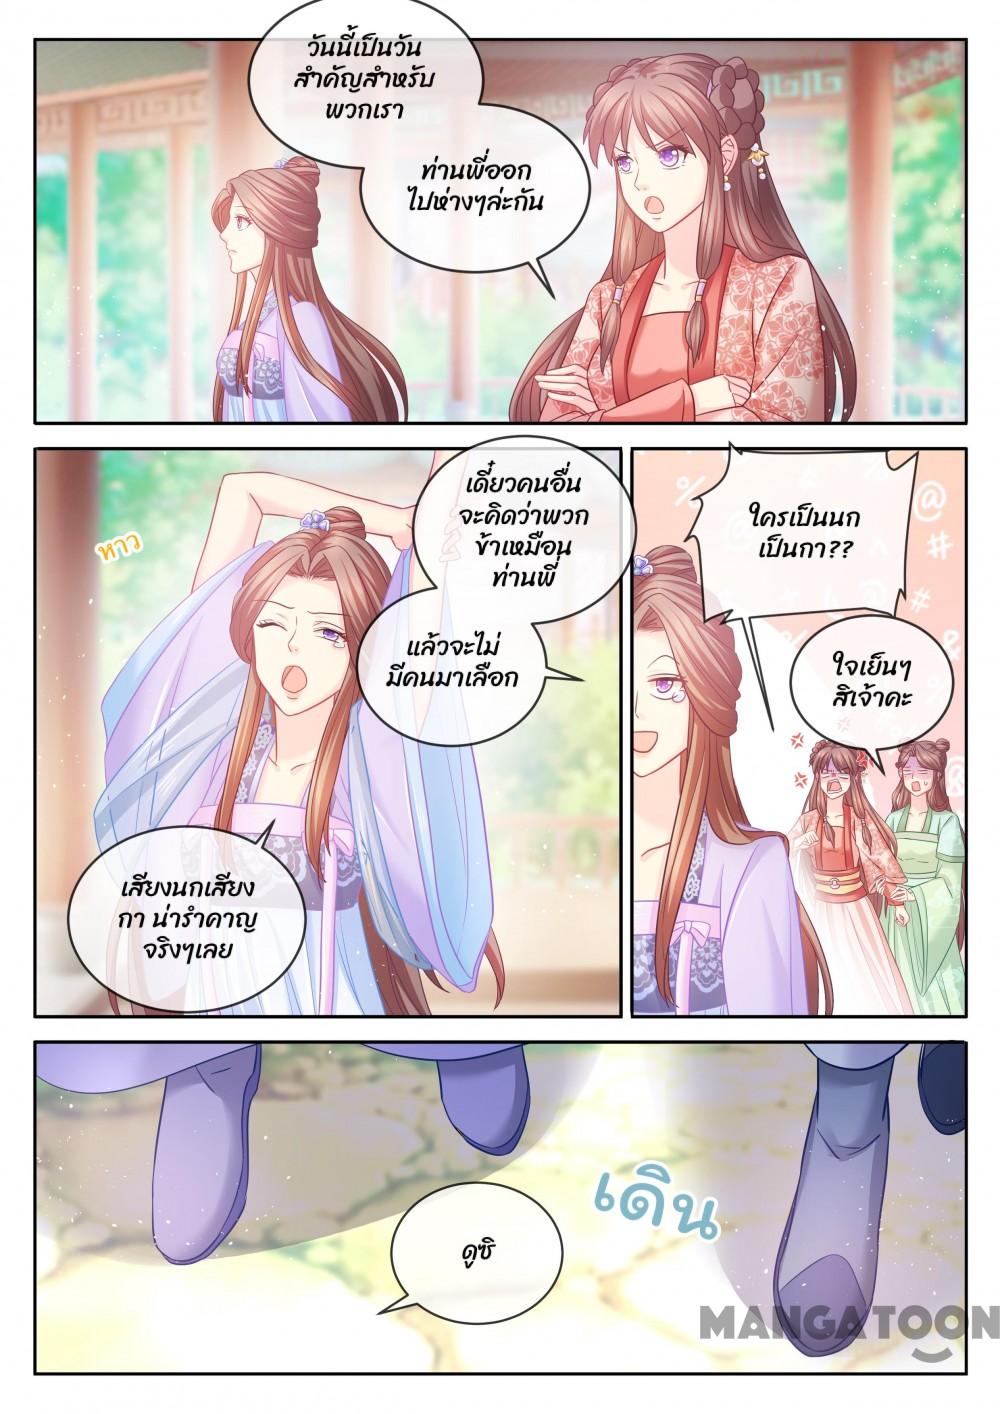 วันนี้เป็นวัน
สำคัญสำหรับ
พวกเรา
ท่านพี่ออก
ไปห่างๆล่ะกัน
หาว
เดี๋ยวคนอื่น
จะคิดว่าพวก
ข้าเหมือน
ท่านพี่
แล้วจะไม่
มีคนมาเลือก
เสียงนกเสียง
กา น่ารำคาญ
จริงๆเลย
ใครเป็นนก
เป็นกา??
ใจเย็นๆ
สิเจ้าคะ
เดิน
ดูซิ
MANGATOON